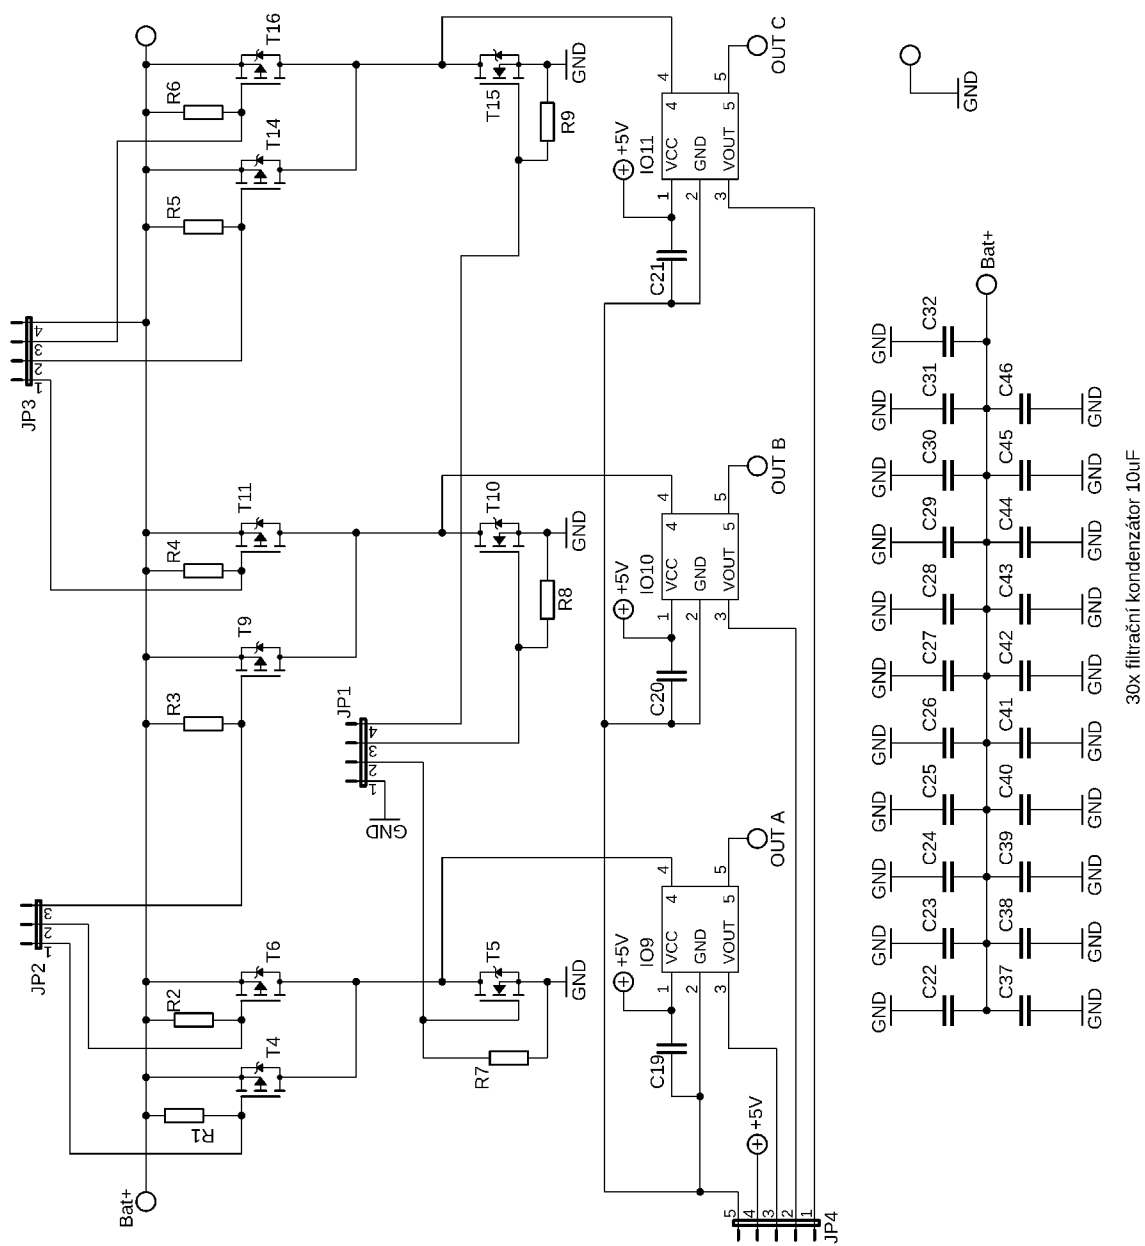 Bat+
R1
T4
R2
T6
JP2
1
2
3
R3
T9
R4
T11
JP3
1
2
3
4
R5
T14
R6
T16
R7
T5
GND
GND
JP1
1
2
3
4
R8
T10
GND
R9
T15
GND
C19
+5V
IO9
1
2
3
4
5
VCC
GND
VOUT
4
5
OUT A
C20
+5V
IO10
1
2
3
4
5
VCC
GND
VOUT
4
5
OUT B
C21
+5V
IO11
1
2
3
4
5
VCC
GND
VOUT
4
5
OUT C
+5V
JP4
5
4
3
2
1
GND
Bat+
GND
GND
GND
GND
GND
GND
GND
GND
GND
GND
GND
C22
C23
C24
C25
C26
C27
C28
C29
C30
C31
C32
C37
C38
C39
C40
C41
C42
C43
C44
C45
C46
GND
GND
GND
GND
GND
GND
GND
GND
GND
GND
30x filtrační kondenzátor 10uF